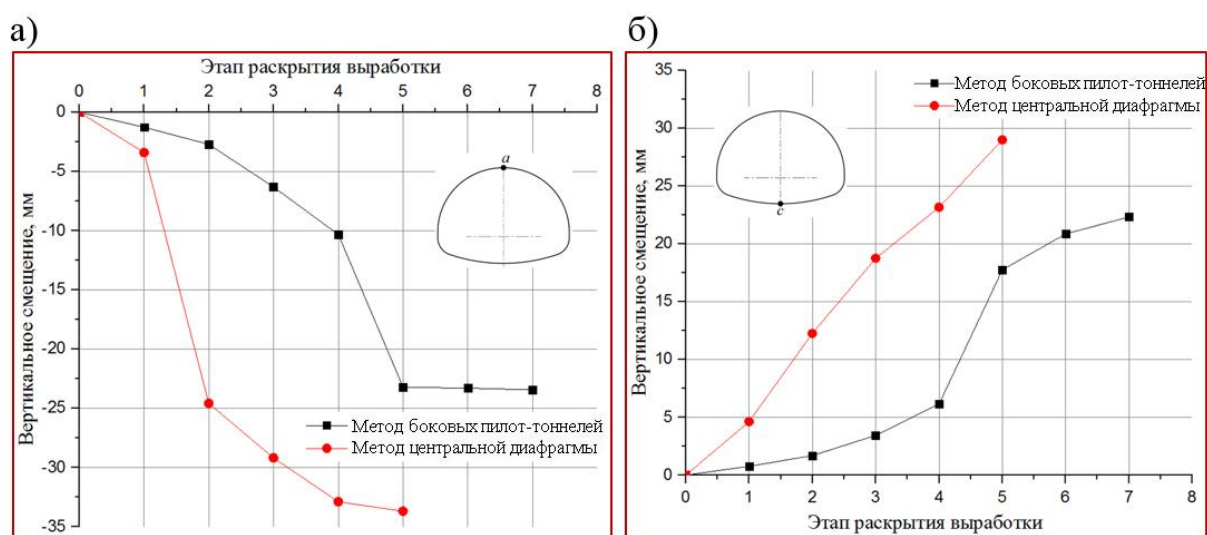 а)
Этап раскрытия выработки
0 1 2 3 4 5 6 7 8
Вертикальное смещение, мм
0
-5
-10
-15
-20
-25
-30
-35
a
Метод боковых пилот-тоннелей
Метод центральной диафрагмы
б)
Вертикальное смещение, мм
35
30
25
20
15
10
5
0
Метод боковых пилот-тоннелей
Метод центральной диафрагмы
c
0 1 2 3 4 5 6 7 8
Этап раскрытия выработки